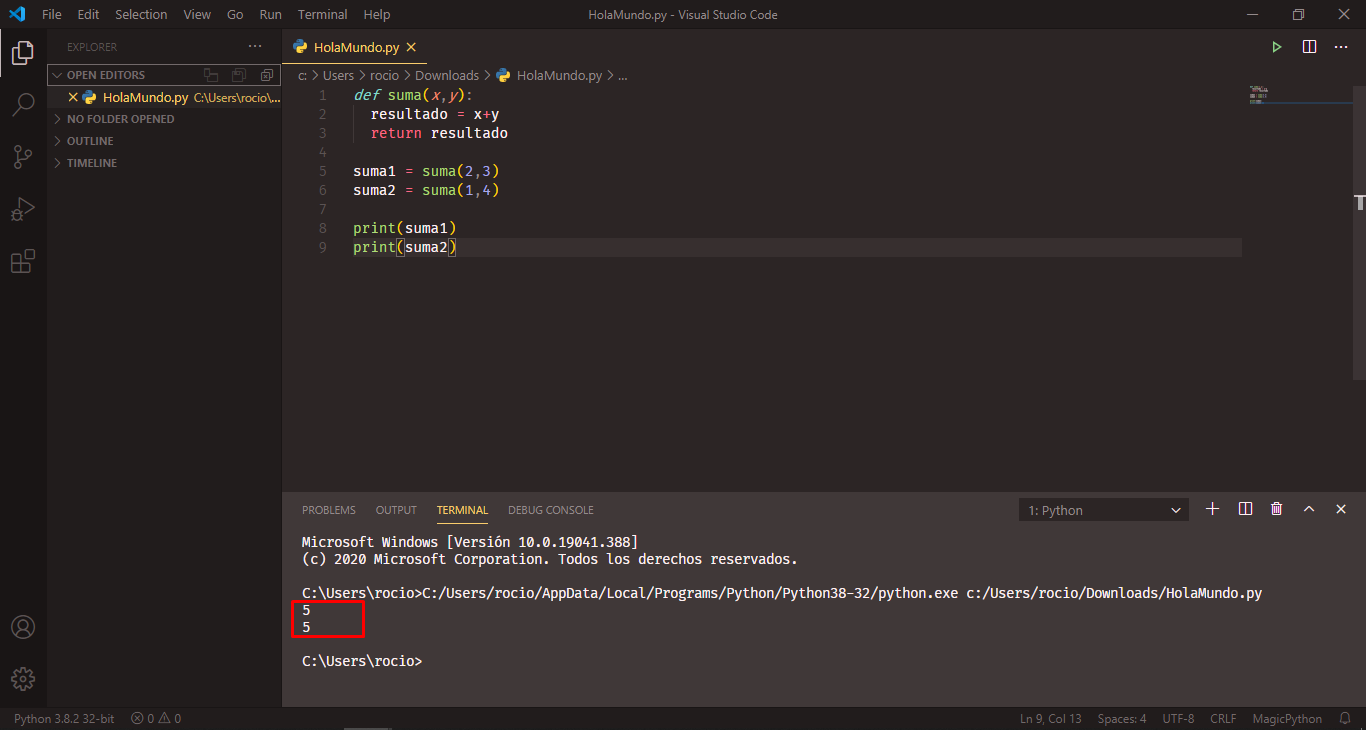 File Edit Selection View Go Run Terminal Help HolaMundo.py - Visual Studio Code
EXPLORER ...
OPEN EDITORS
HolaMundo.py C:\Users\rocio\...
NO FOLDER OPENED
OUTLINE
TIMELINE
HolaMundo.py
c: > Users > rocio > Downloads > HolaMundo.py > ...
1 def suma(x,y):
2 resultado = x+y
3 return resultado
4
5 suma1 = suma(2,3)
6 suma2 = suma(1,4)
7
8 print(suma1)
9 print(suma2)
PROBLEMS OUTPUT TERMINAL DEBUG CONSOLE 1: Python
Microsoft Windows [Versión 10.0.19041.388]
(c) 2020 Microsoft Corporation. Todos los derechos reservados.
C:\Users\rocio>C:/Users/rocio/AppData/Local/Programs/Python/Python38-32/python.exe c:/Users/rocio/Downloads/HolaMundo.py
5
5
C:\Users\rocio>
Python 3.8.2 32-bit 0 0 Ln 9, Col 13 Spaces: 4 UTF-8 CRLF MagicPython